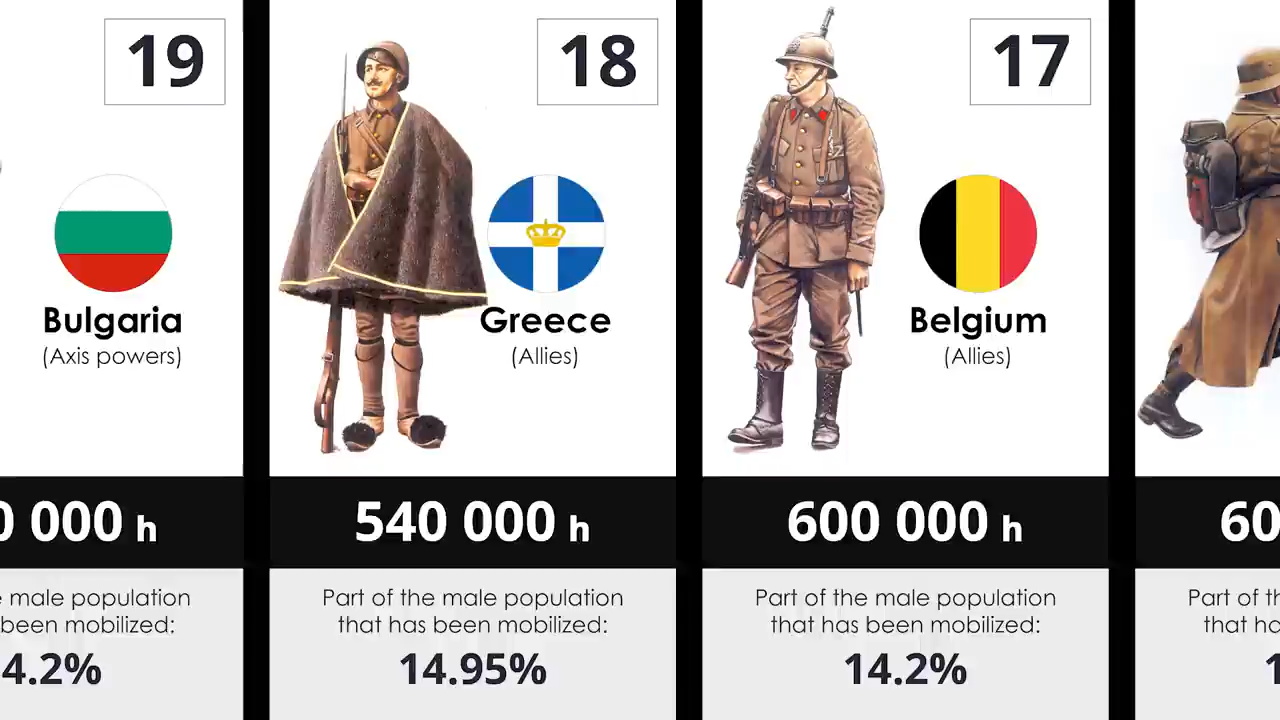 19
Bulgaria
(Axis powers)
0 000 h
male population
been mobilized:
4.2%
18
Greece
(Allies)
540 000 h
Part of the male population
that has been mobilized:
14.95%
17
Belgium
(Allies)
600 000 h
Part of the male population
that has been mobilized:
14.2%
60
Part of th
that ha
1